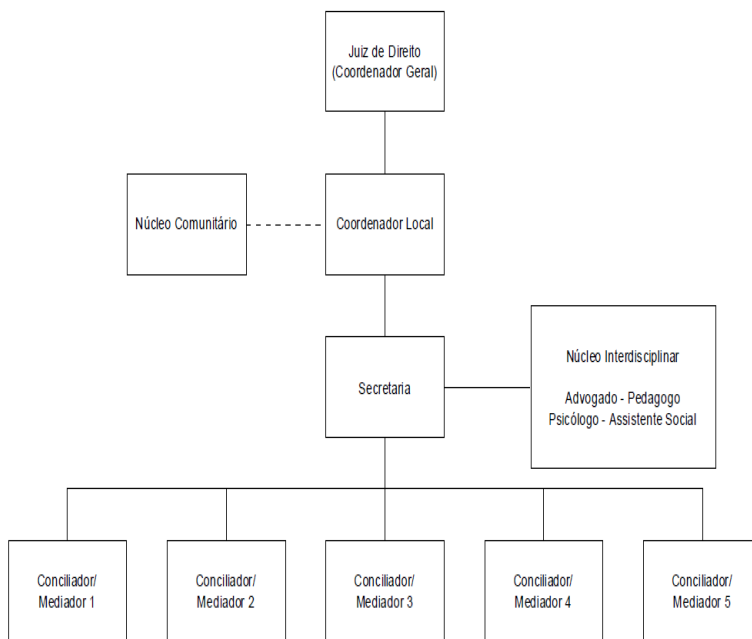 Juiz de Direito
(Coordenador Geral)
Núcleo Comunitário
Coordenador Local
Secretaria
Núcleo Interdisciplinar
Advogado - Pedagogo
Psicólogo - Assistente Social
Conciliador/
Mediador 1
Conciliador/
Mediador 2
Conciliador/
Mediador 3
Conciliador/
Mediador 4
Conciliador/
Mediador 5